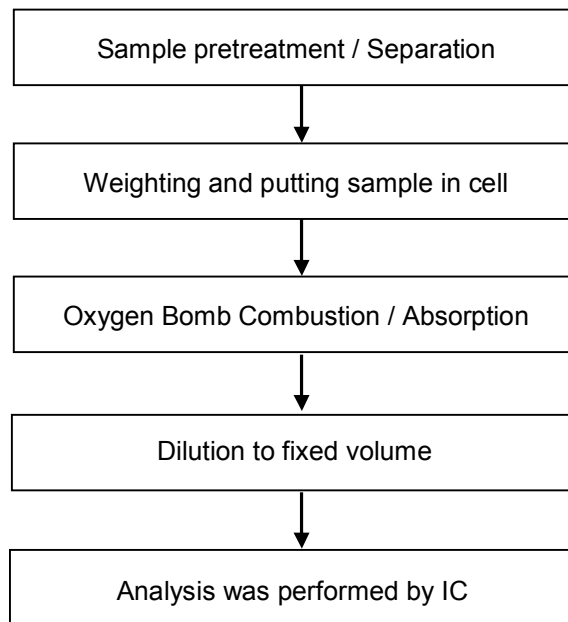 Sample pretreatment / Separation
Weighting and putting sample in cell
Oxygen Bomb Combustion / Absorption
Dilution to fixed volume
Analysis was performed by IC